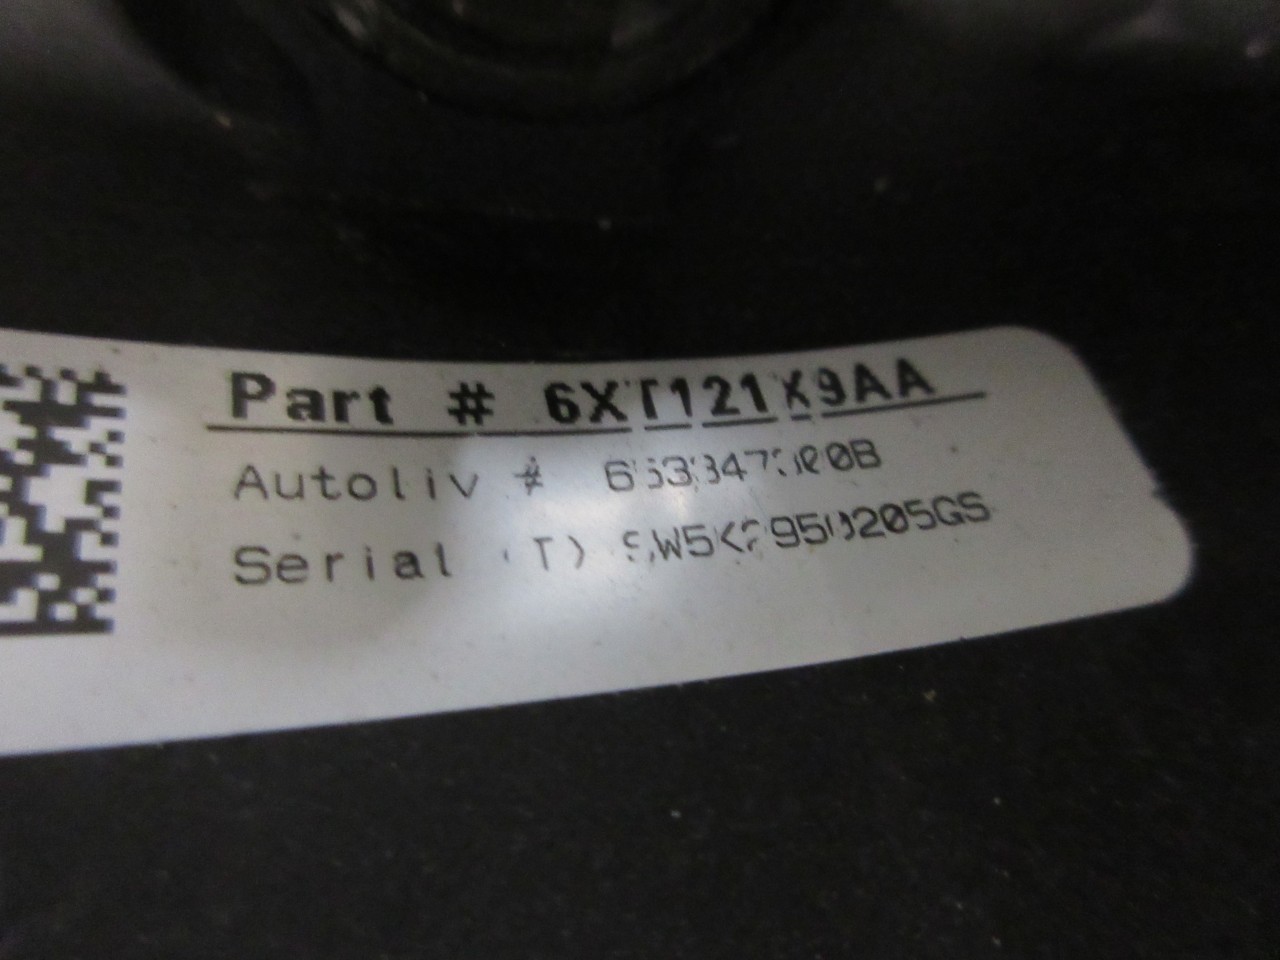 Part # 6XT121X9AA
Autoliv #
Serial (T)